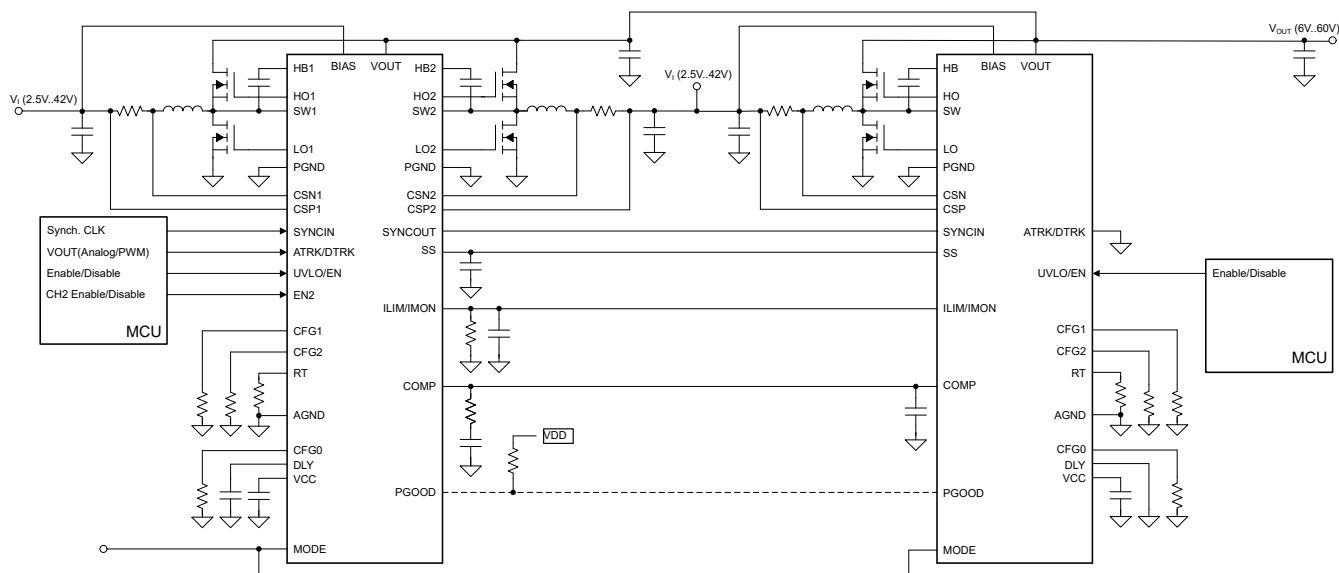 V_OUT (6V..60V)
HB1
BIAS
VOUT
HB2
HB
BIAS
VOUT
V_I (2.5V..42V)
HO1
HO2
V_I (2.5V..42V)
HO
SW1
SW2
SW
LO1
LO2
LO
PGND
PGND
PGND
CSN1
CSN2
CSN
CSP1
CSP2
CSP
Synch. CLK
SYNCIN
SYNCOUT
SYNCIN
ATRK/DTRK
VOUT(Analog/PWM)
ATRK/DTRK
SS
SS
Enable/Disable
UVLO/EN
UVLO/EN
Enable/Disable
CH2 Enable/Disable
EN2
ILIM/IMON
ILIM/IMON
MCU
CFG1
CFG1
CFG2
CFG2
MCU
RT
RT
COMP
COMP
AGND
AGND
VDD
CFG0
CFG0
DLY
DLY
VCC
VCC
PGOOD
PGOOD
MODE
MODE